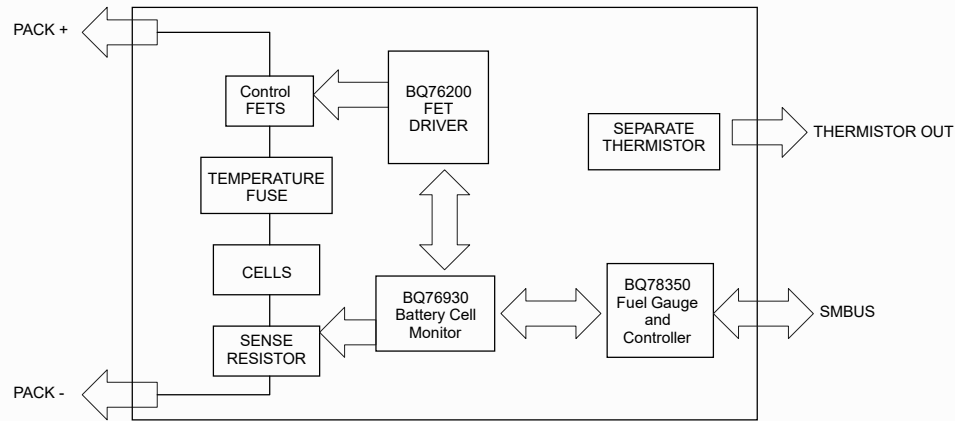 PACK +
Control
FETS
BQ76200
FET
DRIVER
SEPARATE
THERMISTOR
THERMISTOR OUT
TEMPERATURE
FUSE
CELLS
BQ76930
Battery Cell
Monitor
BQ78350
Fuel Gauge
and
Controller
SMBUS
SENSE
RESISTOR
PACK -